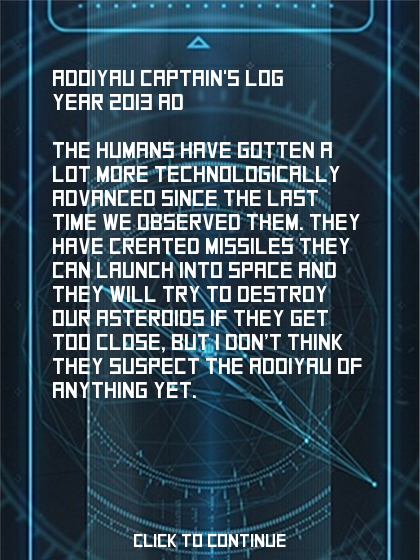 ADDIYAU CAPTAIN'S LOG
YEAR 2013 AD
THE HUMANS HAVE GOTTEN A
LOT MORE TECHNOLOGICALLY
ADVANCED SINCE THE LAST
TIME WE OBSERVED THEM. THEY
HAVE CREATED MISSILES THEY
CAN LAUNCH INTO SPACE AND
THEY WILL TRY TO DESTROY
OUR ASTEROIDS IF THEY GET
TOO CLOSE, BUT I DON'T THINK
THEY SUSPECT THE ADDIYAU OF
ANYTHING YET.
CLICK TO CONTINUE